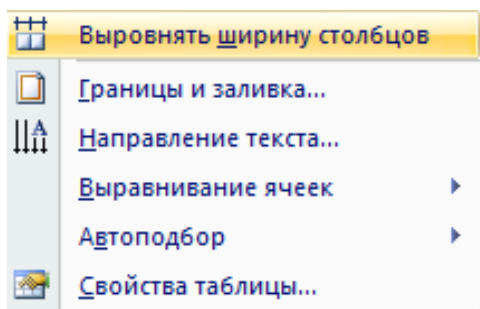 Выровнять ширину столбцов
Границы и заливка...
Направление текста...
Выравнивание ячеек
Автоподбор
Свойства таблицы...